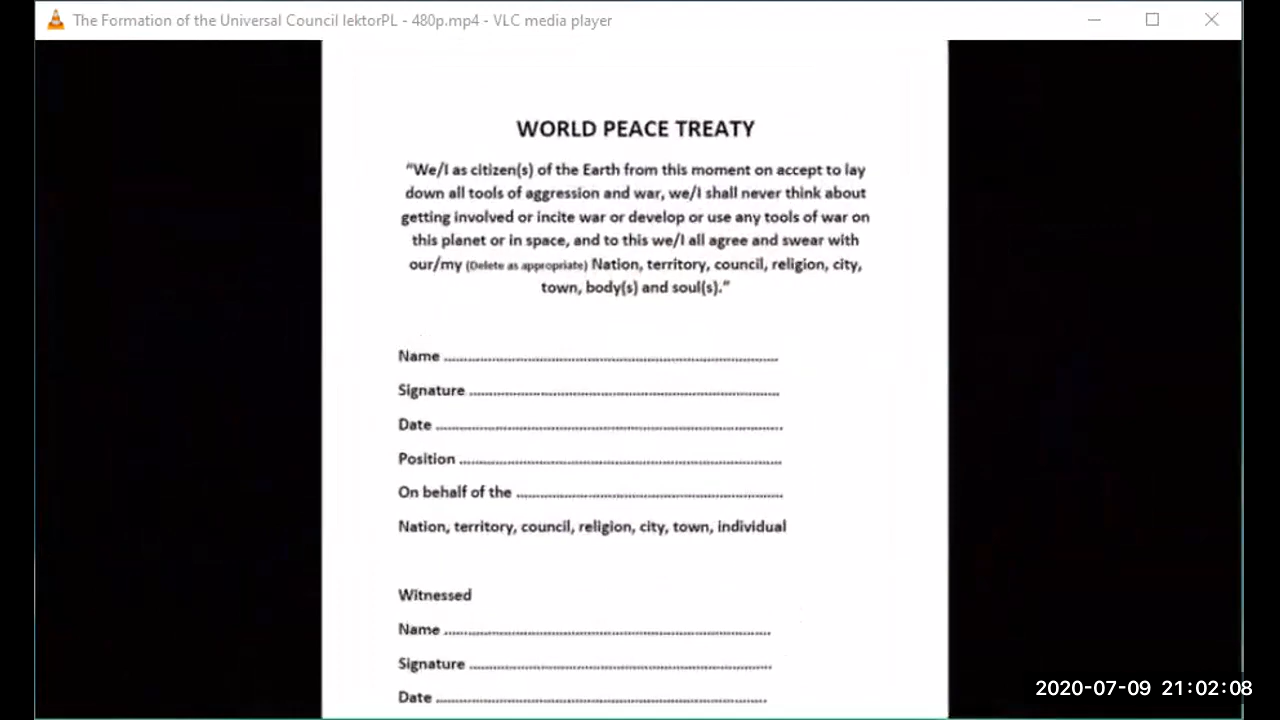 The Formation of the Universal Council lektorPL - 480p.mp4 - VLC media player
WORLD PEACE TREATY
"We/I as citizen(s) of the Earth from this moment on accept to lay
down all tools of aggression and war, we/I shall never think about
getting involved or incite war or develop or use any tools of war on
this planet or in space, and to this we/I all agree and swear with
our/my (Delete as appropriate) Nation, territory, council, religion, city,
town, body(s) and soul(s)."
Name ................................................................
Signature ...........................................................
Date ................................................................
Position ............................................................
On behalf of the ....................................................
Nation, territory, council, religion, city, town, individual
Witnessed
Name ................................................................
Signature ...........................................................
Date ................................................................
2020-07-09 21:02:08